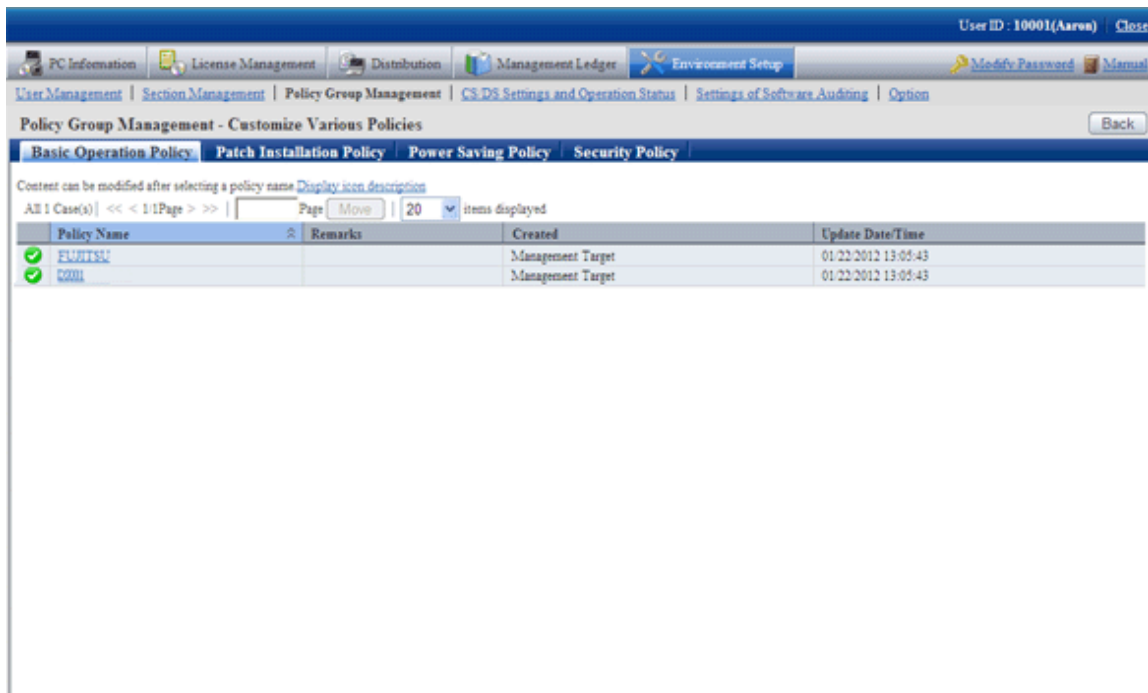 User ID : 10001(Aaron) Close
PC Information License Management Distribution Management Ledger Environment Setup Modify Password Manual
User Management | Section Management | Policy Group Management | CS/DS Settings and Operation Status | Settings of Software Auditing | Option
Policy Group Management - Customize Various Policies Back
Basic Operation Policy Patch Installation Policy Power Saving Policy Security Policy
Content can be modified after selecting a policy name.Display icon description
All 1 Case(s) | << < 1/1Page > >> | Page Move | 20 items displayed
Policy Name Remarks Created Update Date/Time
FUJITSU Management Target 01/22/2012 13:05:43
Management Target 01/22/2012 13:05:43